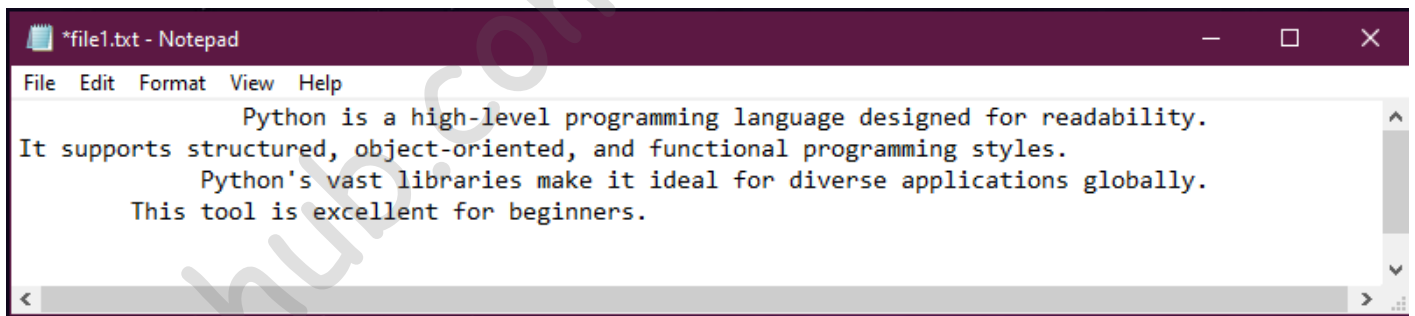 *file1.txt - Notepad
File Edit Format View Help
Python is a high-level programming language designed for readability.
It supports structured, object-oriented, and functional programming styles.
Python's vast libraries make it ideal for diverse applications globally.
This tool is excellent for beginners.
hub.com